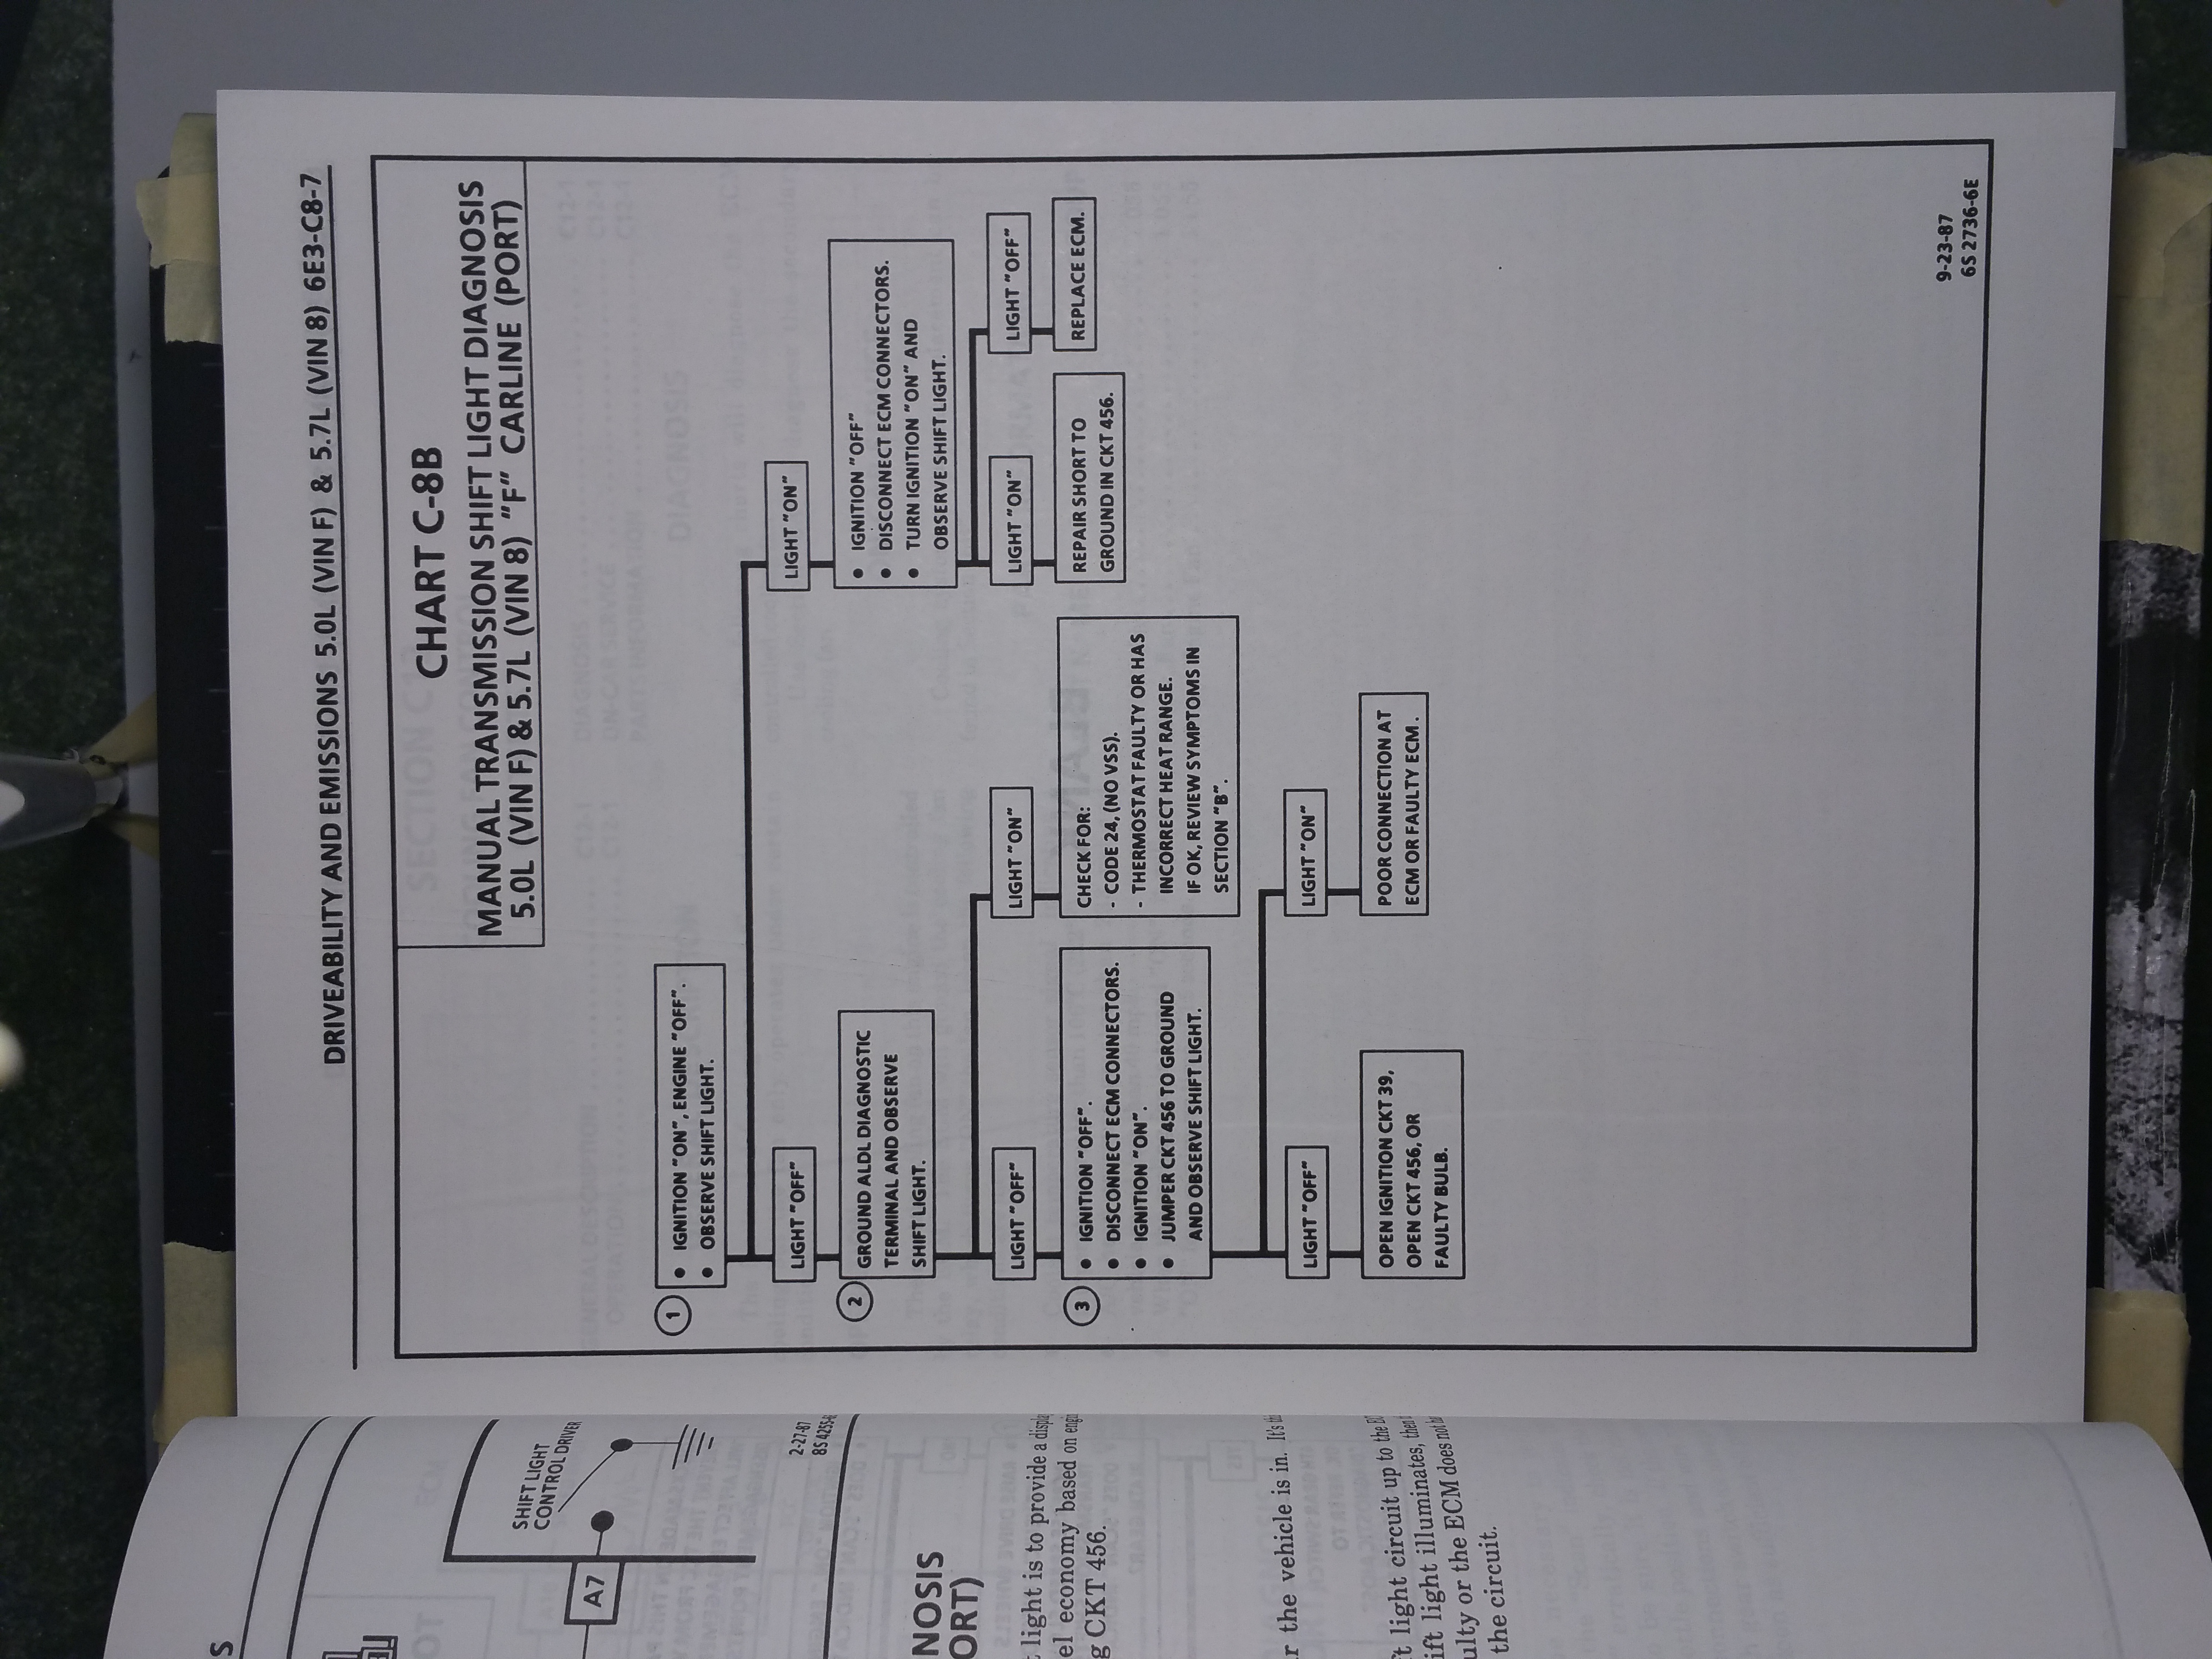 DRIVEABILITY AND EMISSIONS 5.0L (VIN F) & 5.7L (VIN 8) 6E3-C8-7
CHART C-8B
MANUAL TRANSMISSION SHIFT LIGHT DIAGNOSIS
5.0L (VIN F) & 5.7L (VIN 8) "F" CARLINE (PORT)
1
• IGNITION "ON", ENGINE "OFF".
• OBSERVE SHIFT LIGHT.
LIGHT "OFF"
LIGHT "ON"
2
GROUND ALDL DIAGNOSTIC
TERMINAL AND OBSERVE
SHIFT LIGHT.
• IGNITION "OFF"
• DISCONNECT ECM CONNECTORS.
• TURN IGNITION "ON" AND
OBSERVE SHIFT LIGHT.
LIGHT "OFF"
LIGHT "ON"
LIGHT "ON"
LIGHT "OFF"
3
• IGNITION "OFF".
• DISCONNECT ECM CONNECTORS.
• IGNITION "ON".
• JUMPER CKT 456 TO GROUND
AND OBSERVE SHIFT LIGHT.
CHECK FOR:
- CODE 24, (NO VSS).
- THERMOSTAT FAULTY OR HAS
INCORRECT HEAT RANGE.
IF OK, REVIEW SYMPTOMS IN
SECTION "B".
REPAIR SHORT TO
GROUND IN CKT 456.
REPLACE ECM.
LIGHT "OFF"
LIGHT "ON"
OPEN IGNITION CKT 39,
OPEN CKT 456, OR
FAULTY BULB.
POOR CONNECTION AT
ECM OR FAULTY ECM.
9-23-87
6S 2736-6E
SHIFT LIGHT
CONTROL DRIVER
A7
2-27-87
8S 4255-6
NOSIS
ORT)
light is to provide a
el economy based on
g CKT 456.
the vehicle is in. It's
light circuit up to the
ift light illuminates,
ulty or the ECM does not
the circuit.